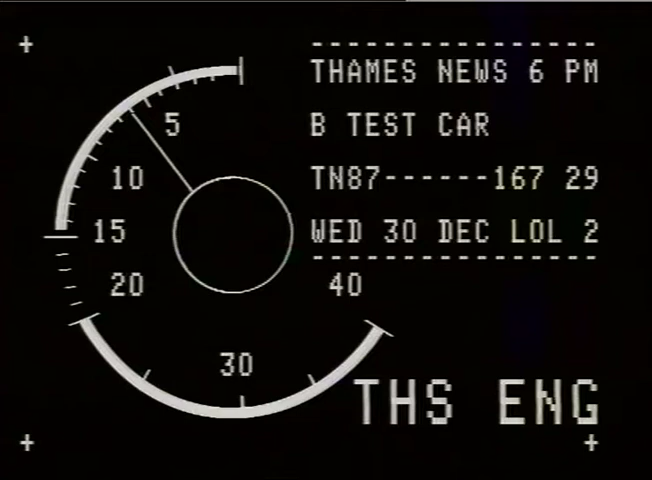 THAMES NEWS 6 PM
B TEST CAR
TN87------167 29
WED 30 DEC LOL 2
5
10
15
20
40
30
THS ENG